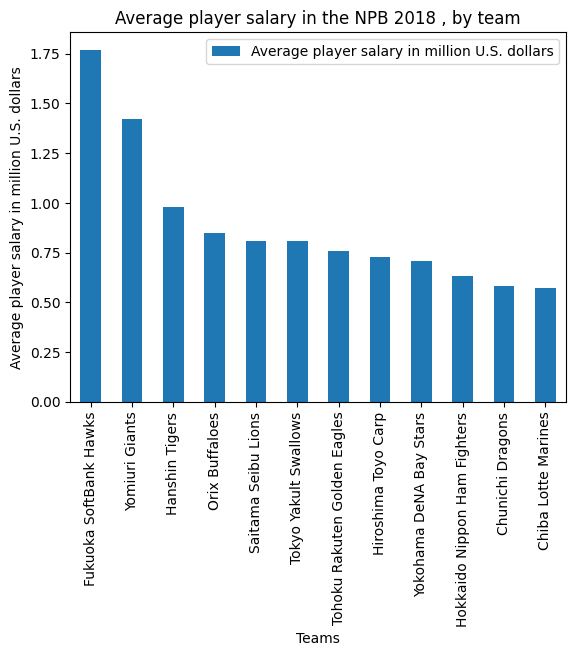 Average player salary in the NPB 2018 , by team
Average player salary in million U.S. dollars
Average player salary in million U.S. dollars
1.75
1.50
1.25
1.00
0.75
0.50
0.25
0.00
Fukuoka SoftBank Hawks
Yomiuri Giants
Hanshin Tigers
Orix Buffaloes
Saitama Seibu Lions
Tokyo Yakult Swallows
Tohoku Rakuten Golden Eagles
Hiroshima Toyo Carp
Yokohama DeNA Bay Stars
Hokkaido Nippon Ham Fighters
Chunichi Dragons
Chiba Lotte Marines
Teams